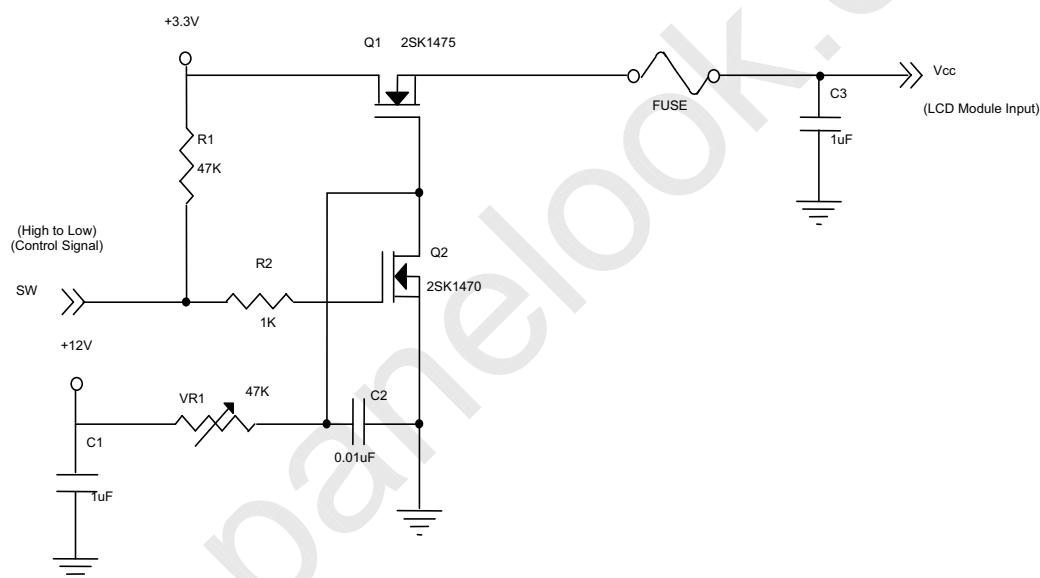 +3.3V
Q1 2SK1475
Vcc
FUSE
C3
(LCD Module Input)
R1
1uF
47K
(High to Low)
(Control Signal)
Q2
R2
SW
2SK1470
1K
+12V
VR1
47K
C2
C1
0.01uF
1uF
panelook.